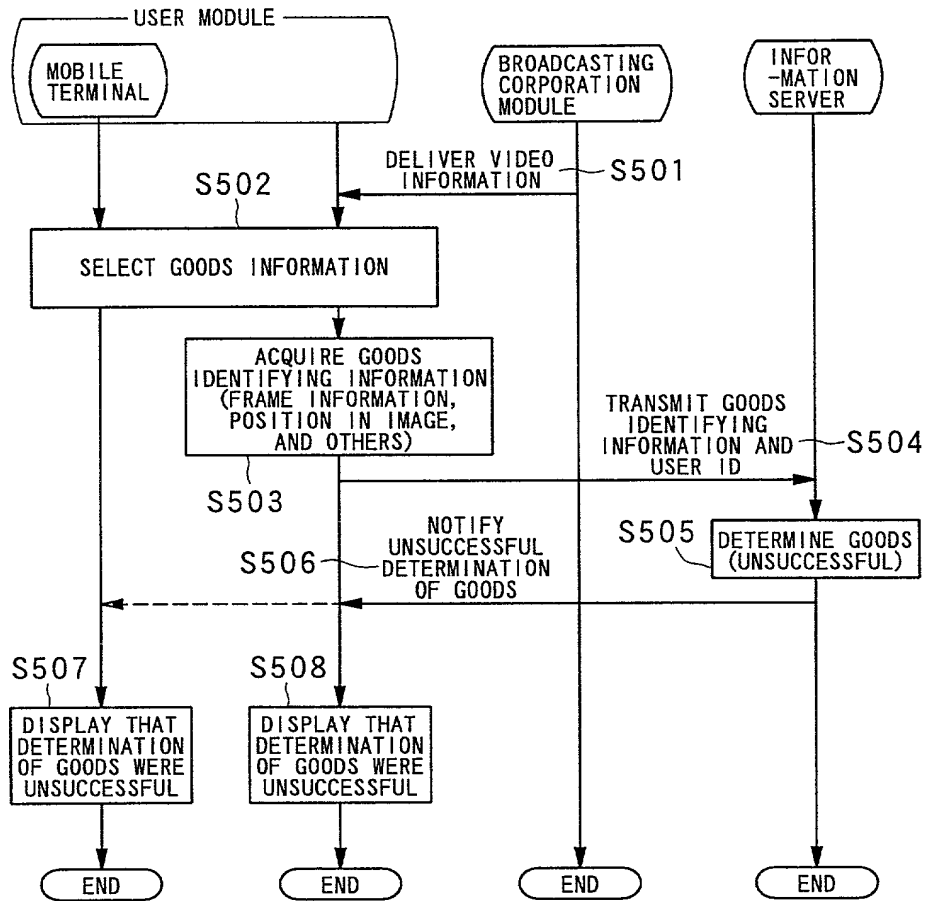 USER MODULE
MOBILE
TERMINAL
BROADCASTING
CORPORATION
MODULE
INFOR
-MATION
SERVER
DELIVER VIDEO
INFORMATION
S501
S502
SELECT GOODS INFORMATION
ACQUIRE GOODS
IDENTIFYING INFORMATION
(FRAME INFORMATION,
POSITION IN IMAGE,
AND OTHERS)
S503
TRANSMIT GOODS
IDENTIFYING
INFORMATION AND
USER ID
S504
S505
DETERMINE GOODS
(UNSUCCESSFUL)
NOTIFY
UNSUCCESSFUL
DETERMINATION
OF GOODS
S506
S507
DISPLAY THAT
DETERMINATION
OF GOODS WERE
UNSUCCESSFUL
S508
DISPLAY THAT
DETERMINATION
OF GOODS WERE
UNSUCCESSFUL
END
END
END
END